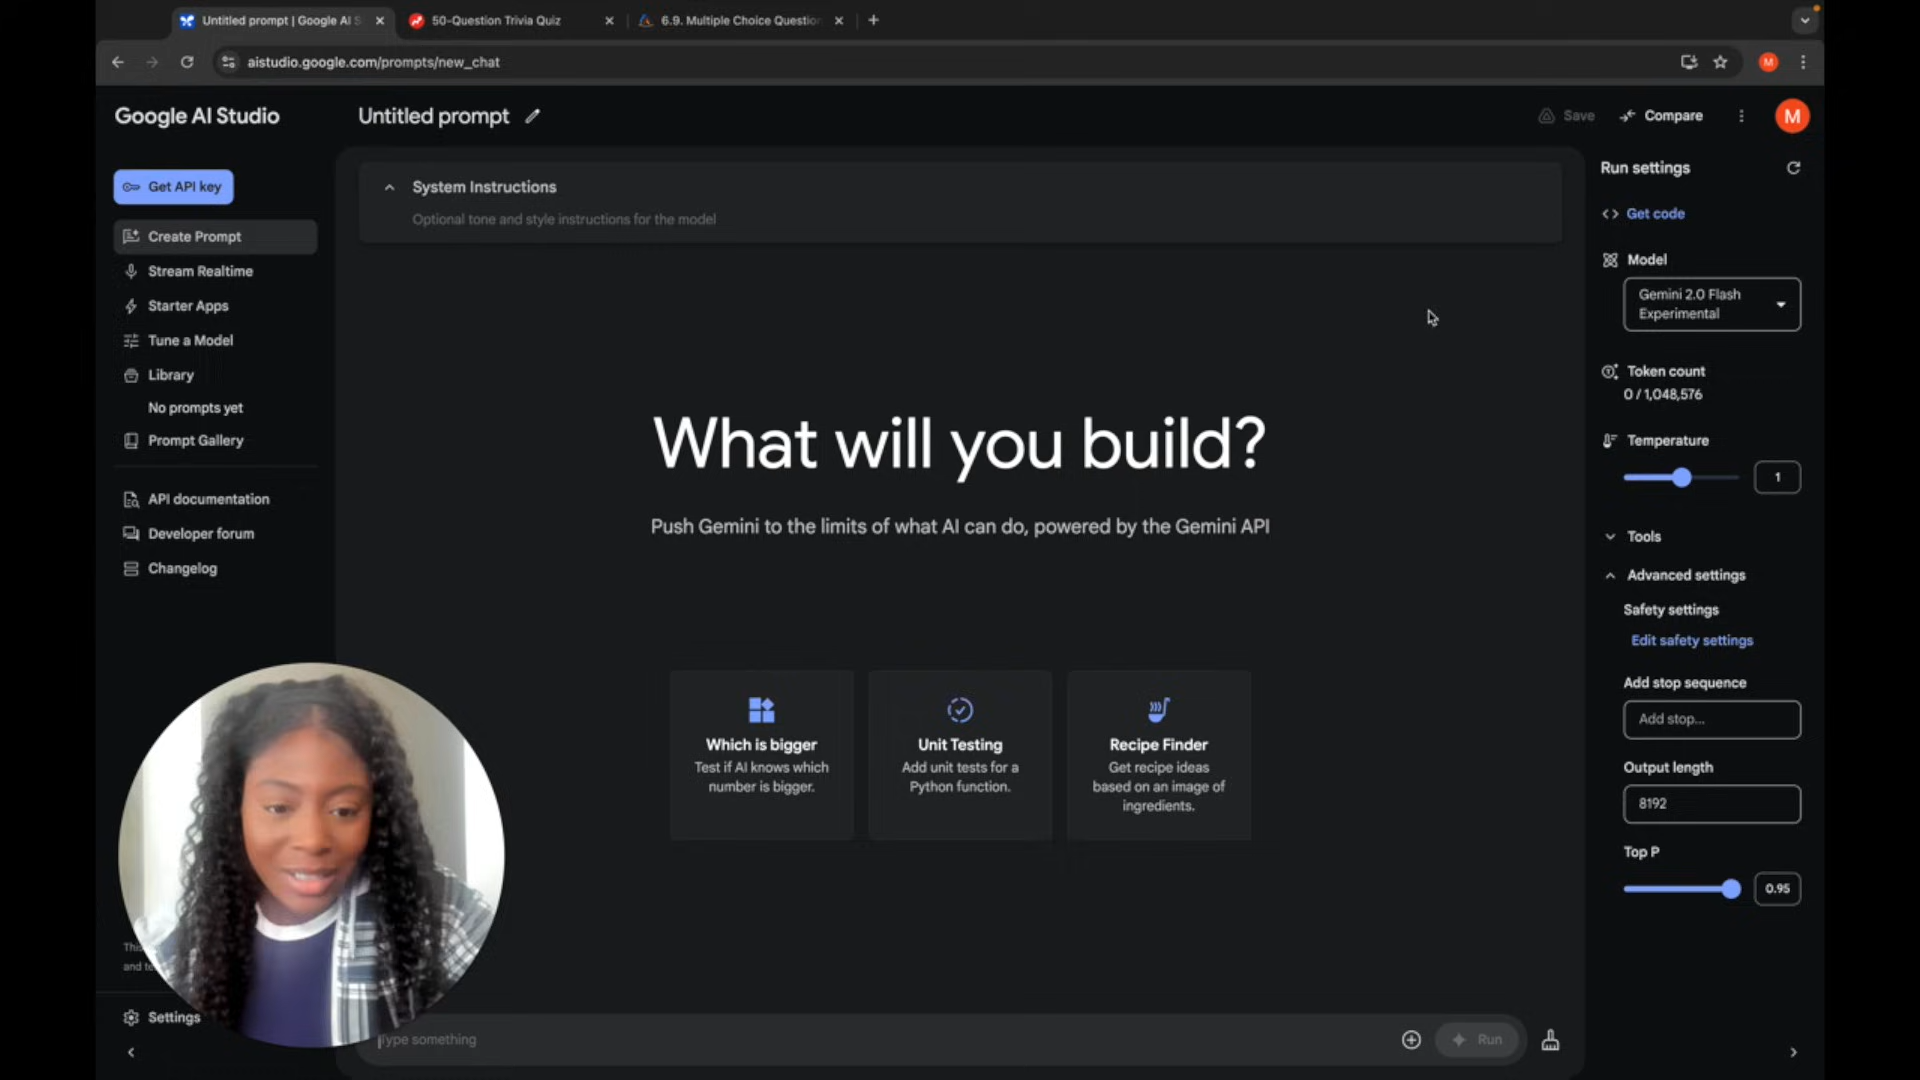 Untitled prompt | Google AI S
50-Question Trivia Quiz
6.9. Multiple Choice Question
aistudio.google.com/prompts/new_chat
M
Google AI Studio
Untitled prompt
Save
Compare
M
Get API key
Create Prompt
Stream Realtime
Starter Apps
Tune a Model
Library
No prompts yet
Prompt Gallery
API documentation
Developer forum
Changelog
This
and te
Settings
System Instructions
Optional tone and style instructions for the model
What will you build?
Push Gemini to the limits of what AI can do, powered by the Gemini API
Which is bigger
Test if AI knows which
number is bigger.
Unit Testing
Add unit tests for a
Python function.
Recipe Finder
Get recipe ideas
based on an image of
ingredients.
Type something
Run
Run settings
Get code
Model
Gemini 2.0 Flash
Experimental
Token count
0 / 1,048,576
Temperature
1
Tools
Advanced settings
Safety settings
Edit safety settings
Add stop sequence
Add stop...
Output length
8192
Top P
0.95